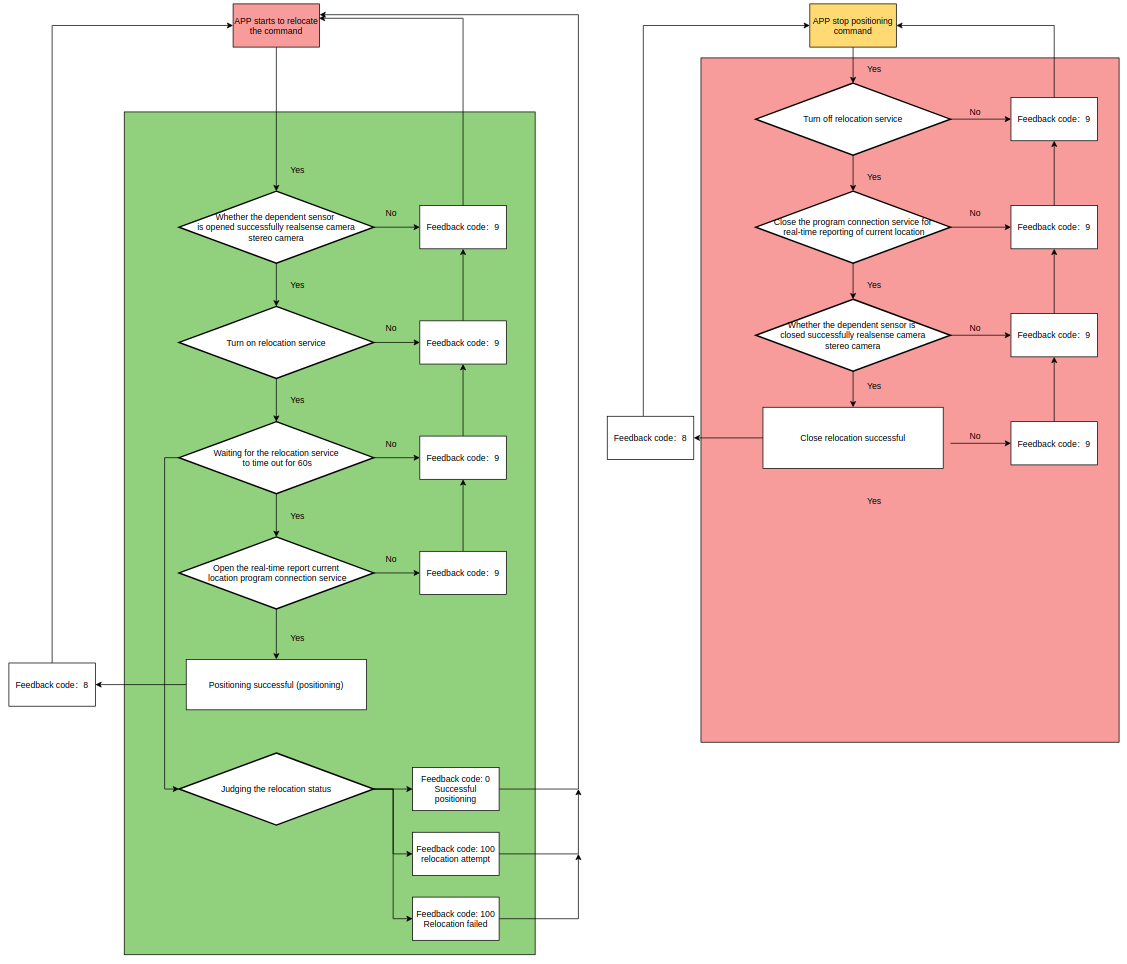 APP starts to relocate
the command
Yes
Whether the dependent sensor
is opened successfully realsense camera
stereo camera
No
Feedback code: 9
Yes
Turn on relocation service
No
Feedback code: 9
Yes
Waiting for the relocation service
to time out for 60s
No
Feedback code: 9
Yes
Open the real-time report current
location program connection service
No
Feedback code: 9
Yes
Feedback code: 8
Positioning successful (positioning)
Judging the relocation status
Feedback code: 0
Successful
positioning
Feedback code: 100
relocation attempt
Feedback code: 100
Relocation failed
APP stop positioning
command
Yes
Turn off relocation service
No
Feedback code: 9
Yes
Close the program connection service for
real-time reporting of current location
No
Feedback code: 9
Yes
Whether the dependent sensor is
closed successfully realsense camera
stereo camera
No
Feedback code: 9
Yes
Feedback code: 8
Close relocation successful
No
Feedback code: 9
Yes